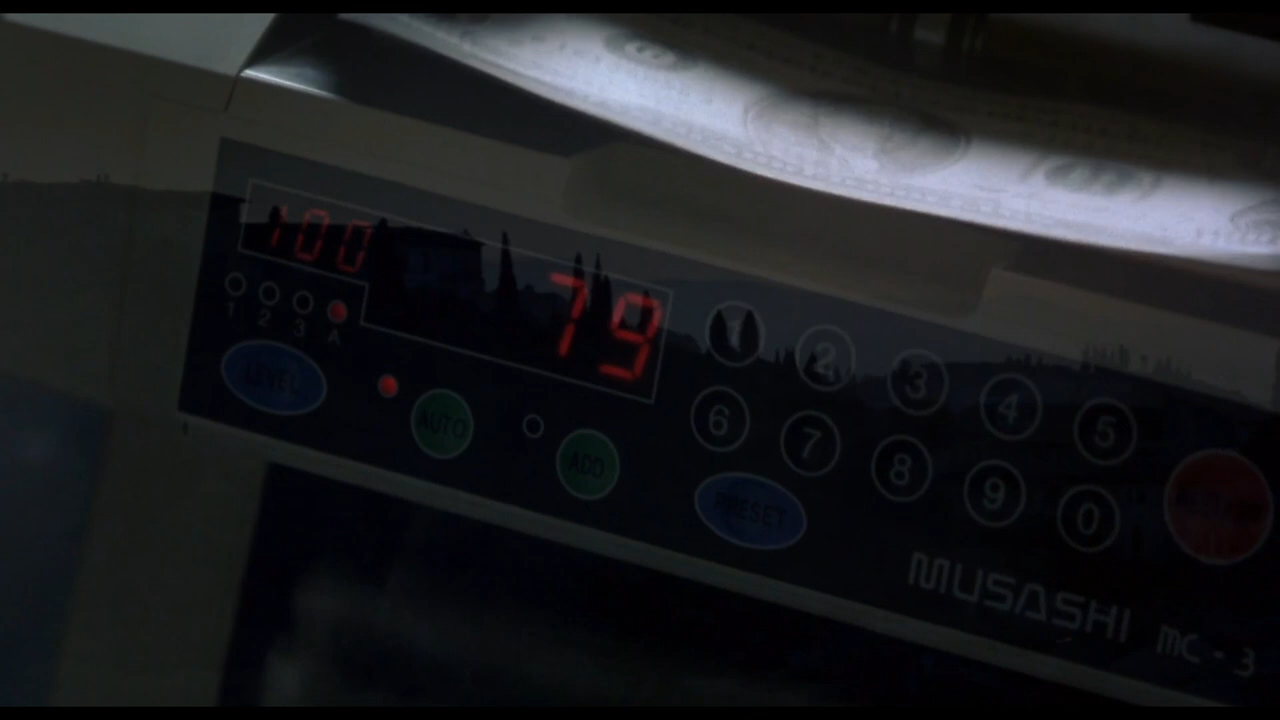 100
79
1 2 3 A
LEVEL
AUTO
ADD
1 2 3 4 5
6 7 8 9 0
PRESET
MUSASHI MC-3